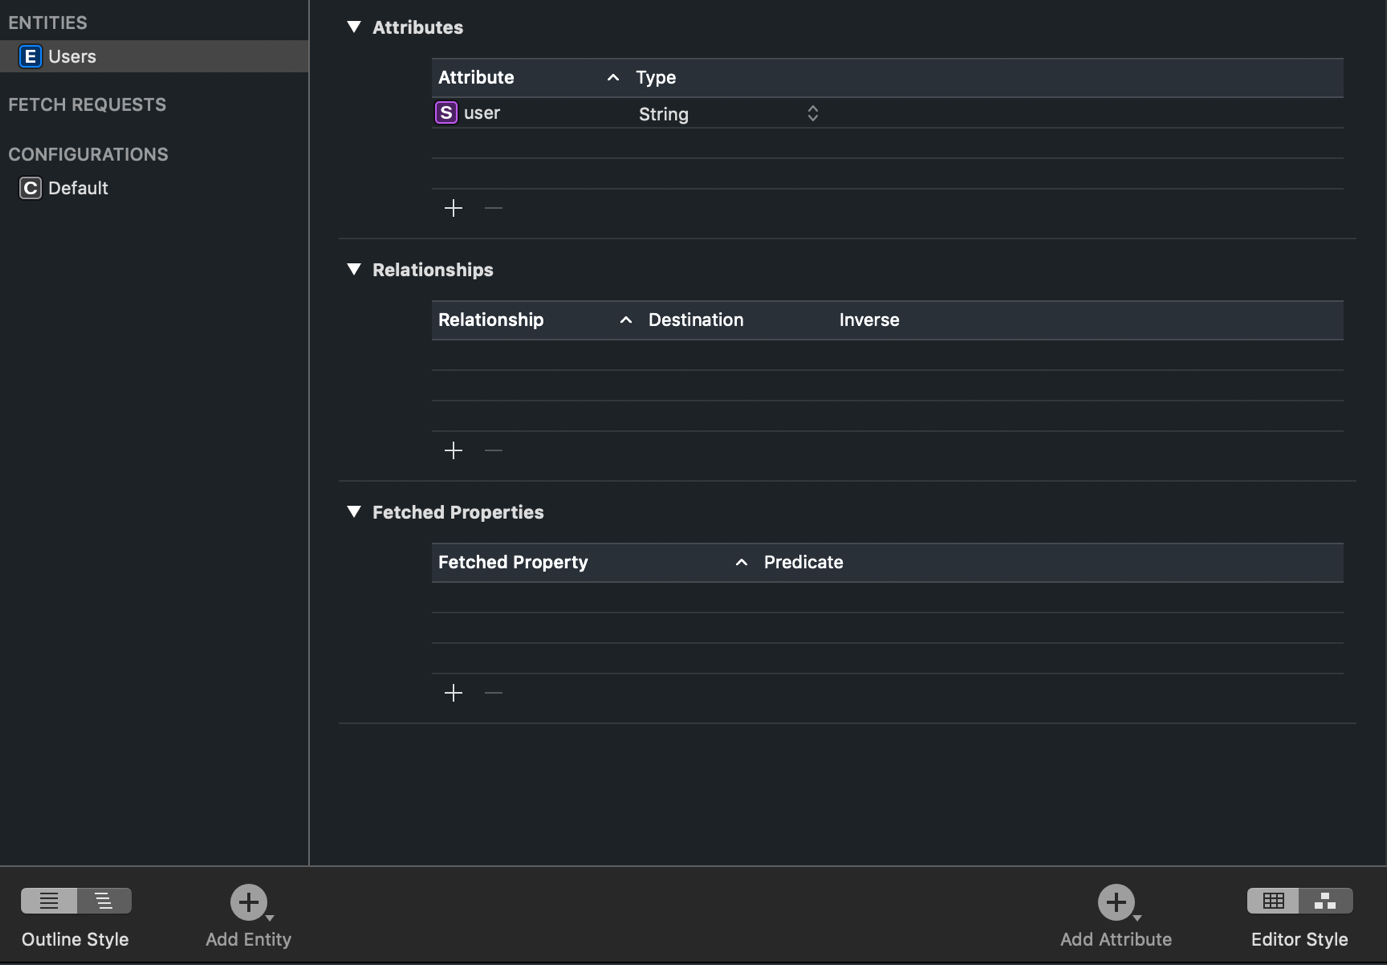 ENTITIES
E Users
FETCH REQUESTS
CONFIGURATIONS
C Default
Attributes
Attribute Type
S user String
Relationships
Relationship Destination Inverse
Fetched Properties
Fetched Property Predicate
Outline Style
Add Entity
Add Attribute
Editor Style